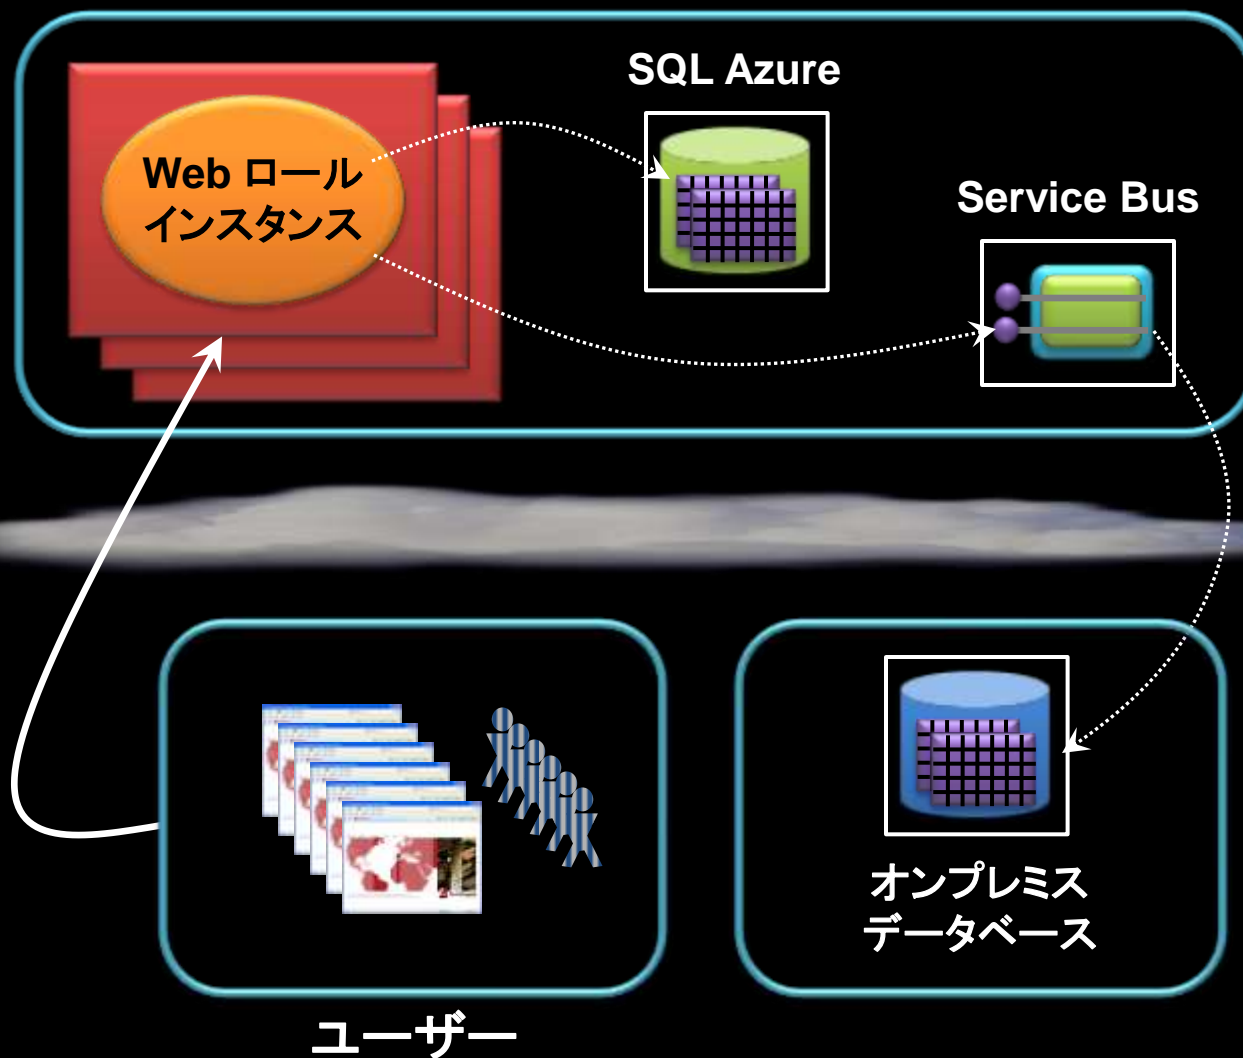 SQL Azure
Web ロール
インスタンス
Service Bus
オンプレミス
データベース
ユーザー